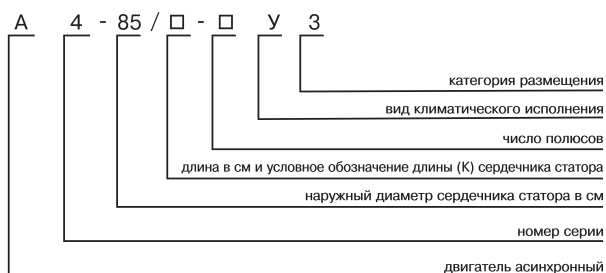 А 4 - 85 / □ - □ У 3
категория размещения
вид климатического исполнения
число полюсов
длина в см и условное обозначение длины (К) сердечника статора
наружный диаметр сердечника статора в см
номер серии
двигатель асинхронный